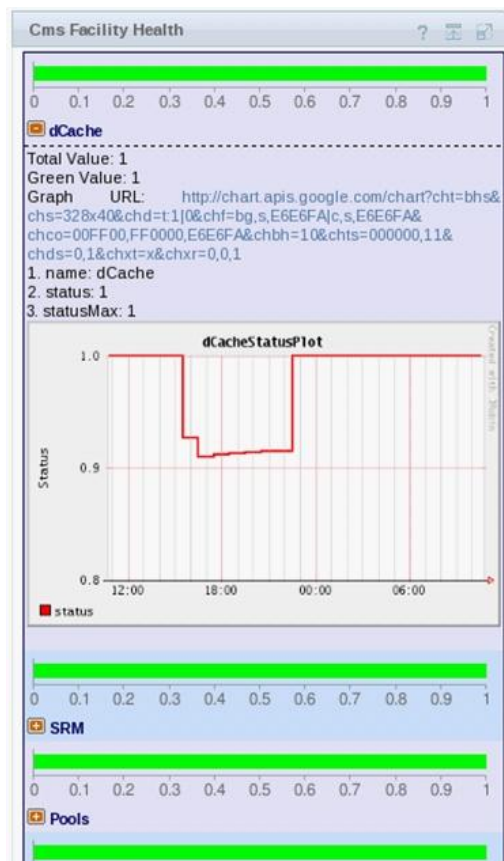 Cms Facility Health
?
0 0.1 0.2 0.3 0.4 0.5 0.6 0.7 0.8 0.9 1
dCache
Total Value: 1
Green Value: 1
Graph URL: http://chart.apis.google.com/chart?cht=bhs&
chs=328x40&chd=t:1|0&chf=bg,s,E6E6FA|c,s,E6E6FA&
chco=00FF00,FF0000,E6E6FA&chbh=10&chts=000000,11&
chds=0,1&chxt=x&chxr=0,0,1
1. name: dCache
2. status: 1
3. statusMax: 1
dCacheStatusPlot
1.0
0.9
0.8
Status
12:00 18:00 00:00 06:00
status
0 0.1 0.2 0.3 0.4 0.5 0.6 0.7 0.8 0.9 1
SRM
0 0.1 0.2 0.3 0.4 0.5 0.6 0.7 0.8 0.9 1
Pools